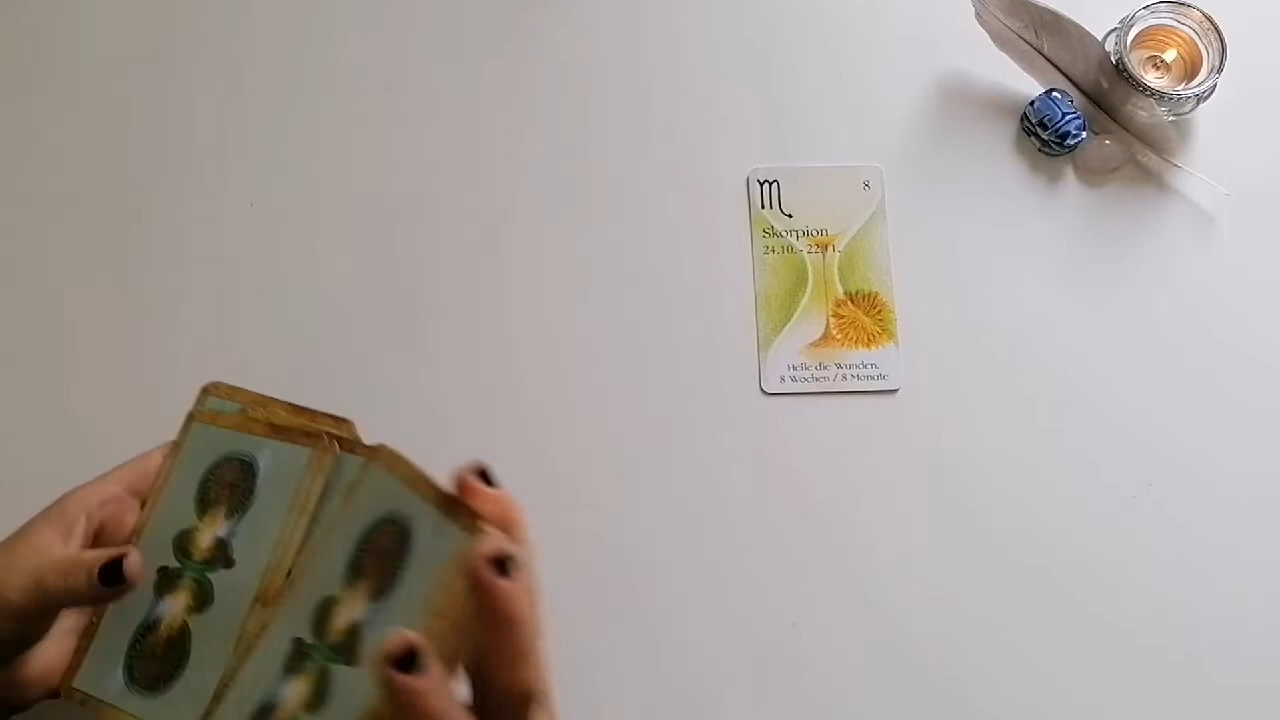 ♏ 8
Skorpion
24.10. - 22.11.
Heile die Wunden.
8 Wochen / 8 Monate